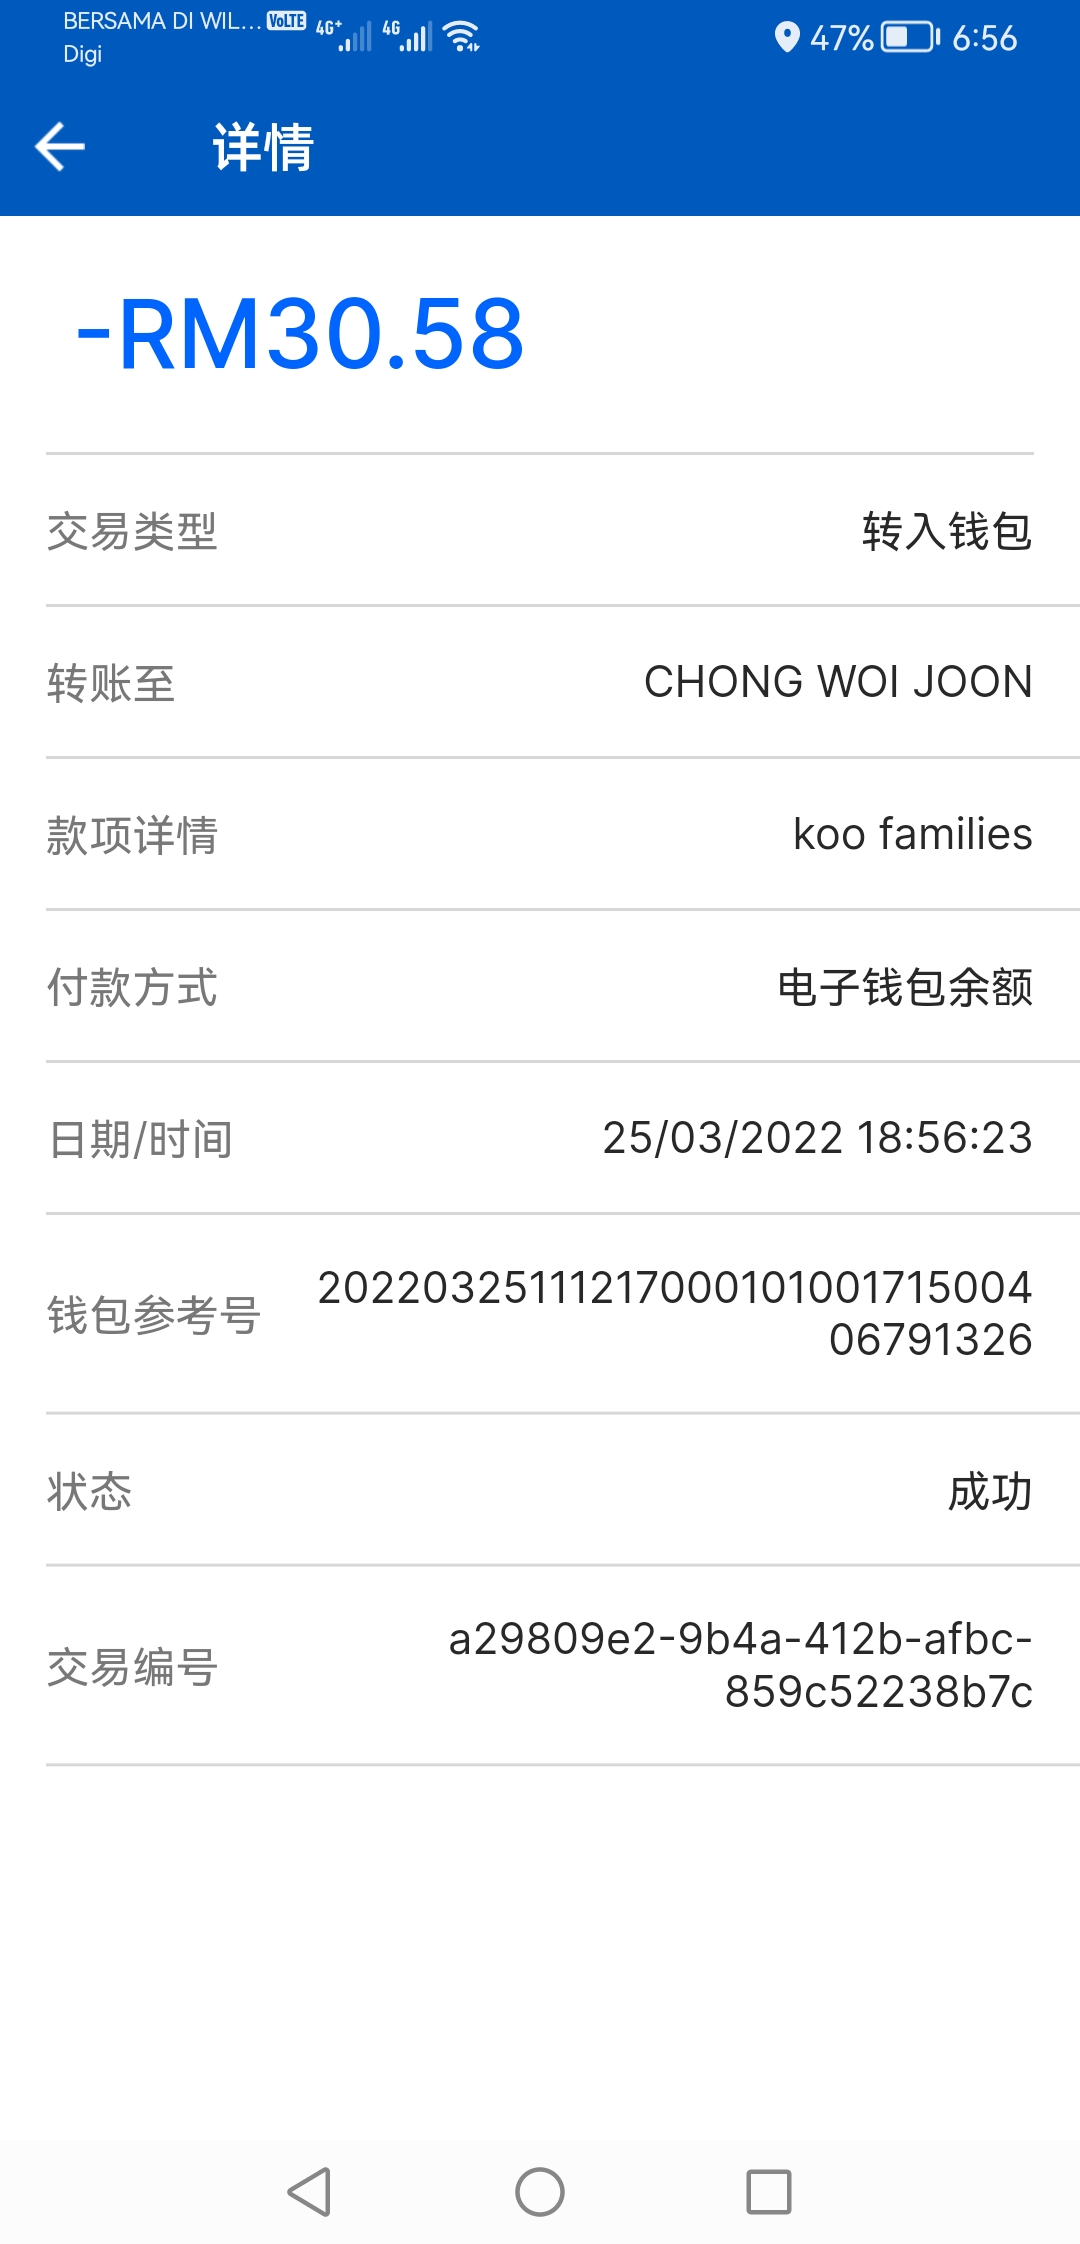 BERSAMA DI WIL... VoLTE 4G+ 4G 47% 6:56
Digi
详情
-RM30.58
交易类型 转入钱包
转账至 CHONG WOI JOON
款项详情 koo families
付款方式 电子钱包余额
日期/时间 25/03/2022 18:56:23
钱包参考号 20220325111217000101001715004
06791326
状态 成功
交易编号 a29809e2-9b4a-412b-afbc-
859c52238b7c